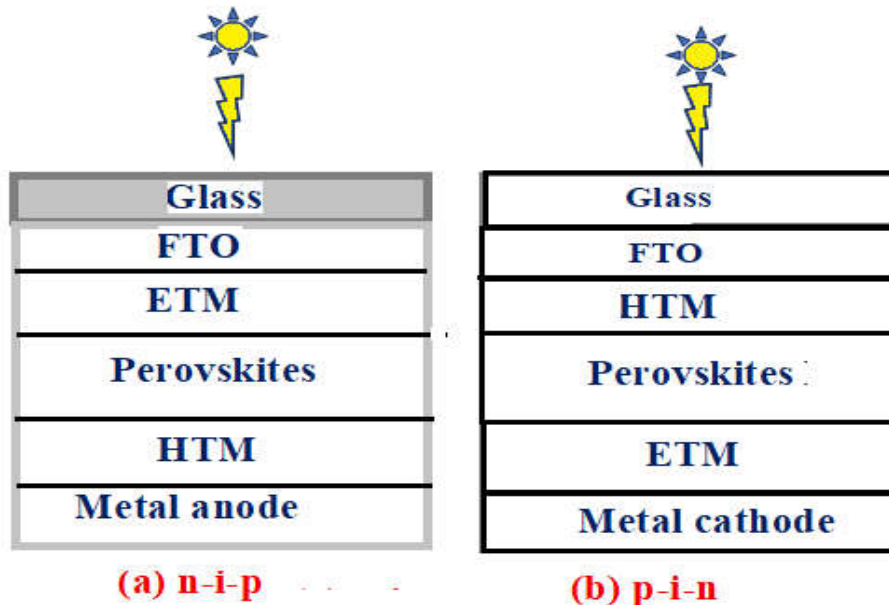 Glass
FTO
ETM
Perovskites
HTM
Metal anode
(a) n-i-p
Glass
FTO
HTM
Perovskites
ETM
Metal cathode
(b) p-i-n